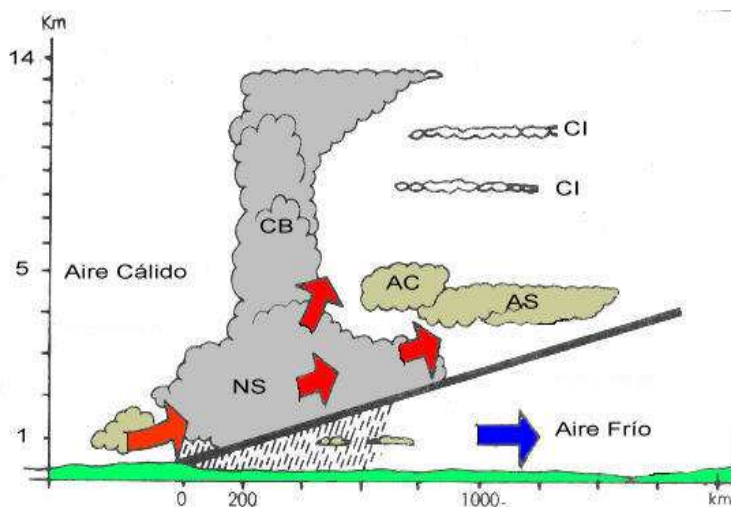 Km
14
CI
CI
CB
5
Aire Cálido
AC
AS
NS
1
Aire Frío
0
200
1000-
km